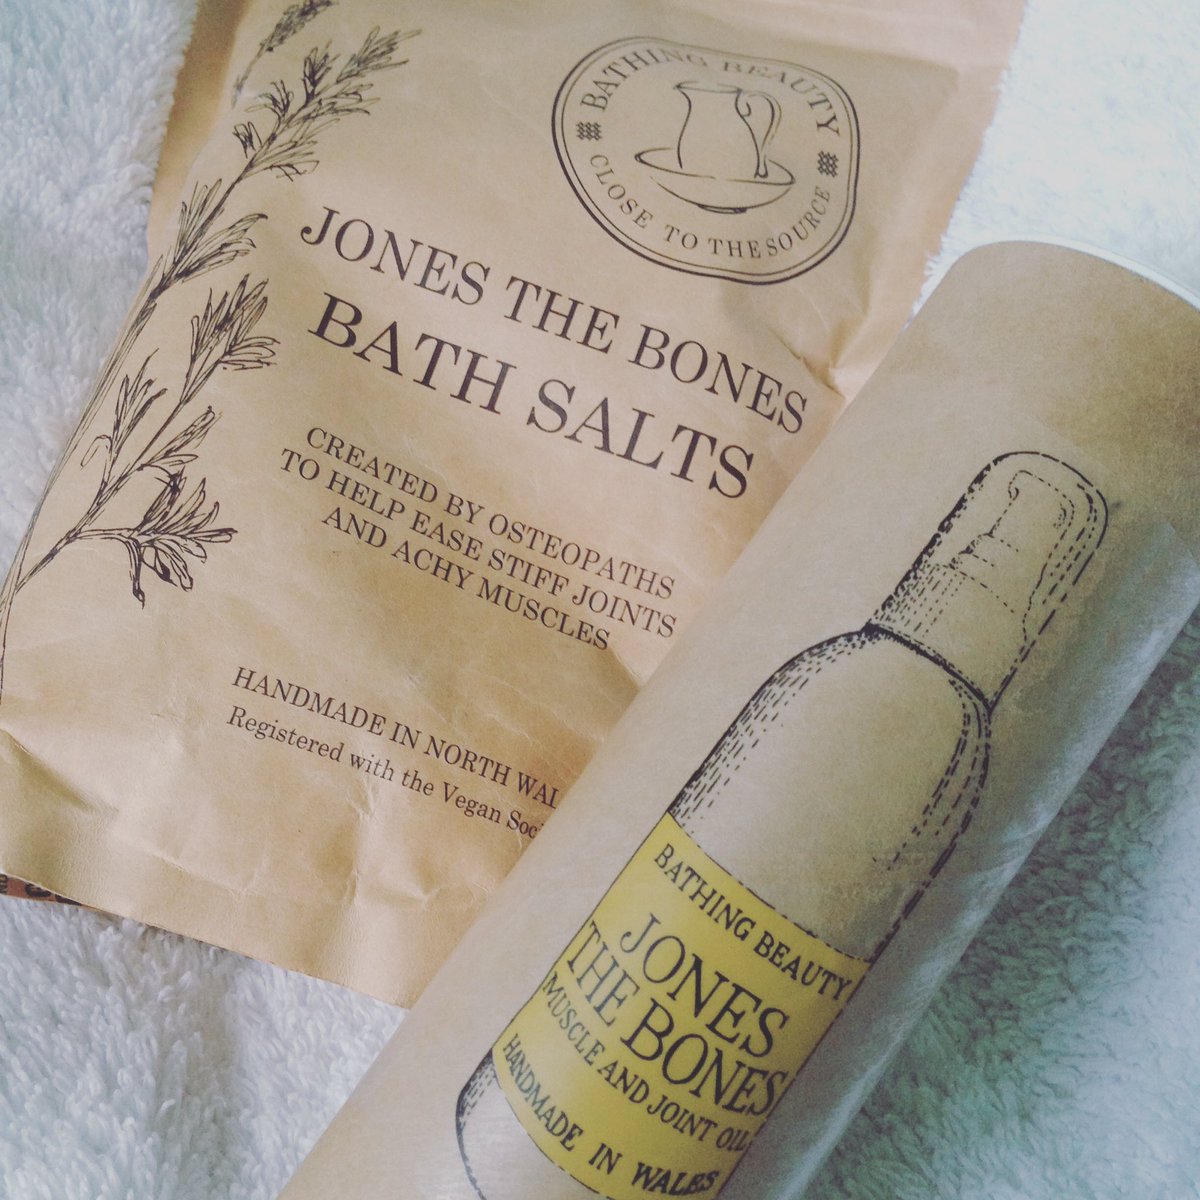 BATHING BEAUTY
CLOSE TO THE SOURCE
JONES THE BONES
BATH SALTS
CREATED BY OSTEOPATHS
TO HELP EASE STIFF JOINTS
AND ACHY MUSCLES
HANDMADE IN NORTH WAL
Registered with the Vegan Soci
BATHING BEAUTY
JONES
THE BONES
MUSCLE AND JOINT OIL
HANDMADE IN WALES